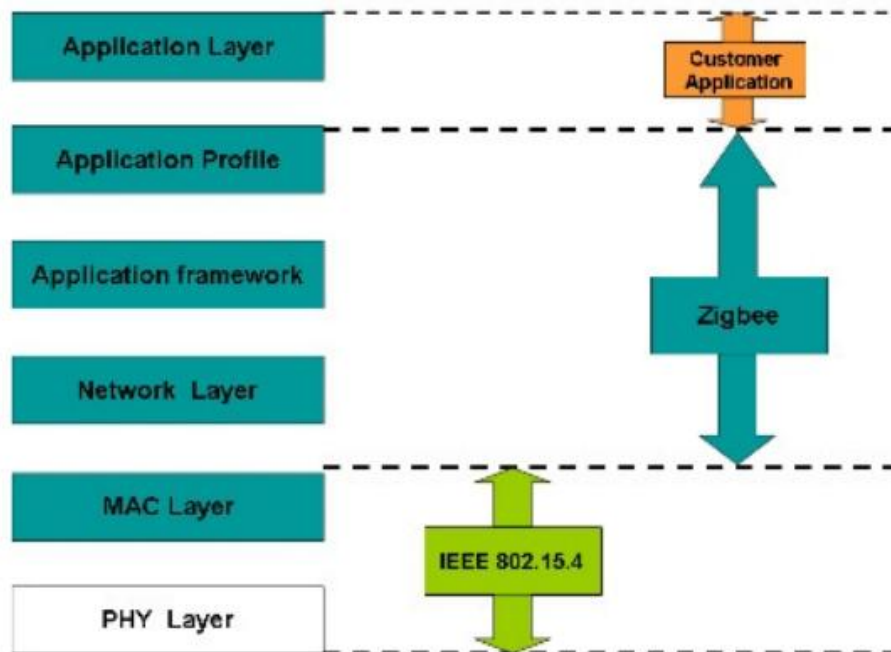 Application Layer
Customer
Application
Application Profile
Application framework
Zigbee
Network Layer
MAC Layer
IEEE 802.15.4
PHY Layer